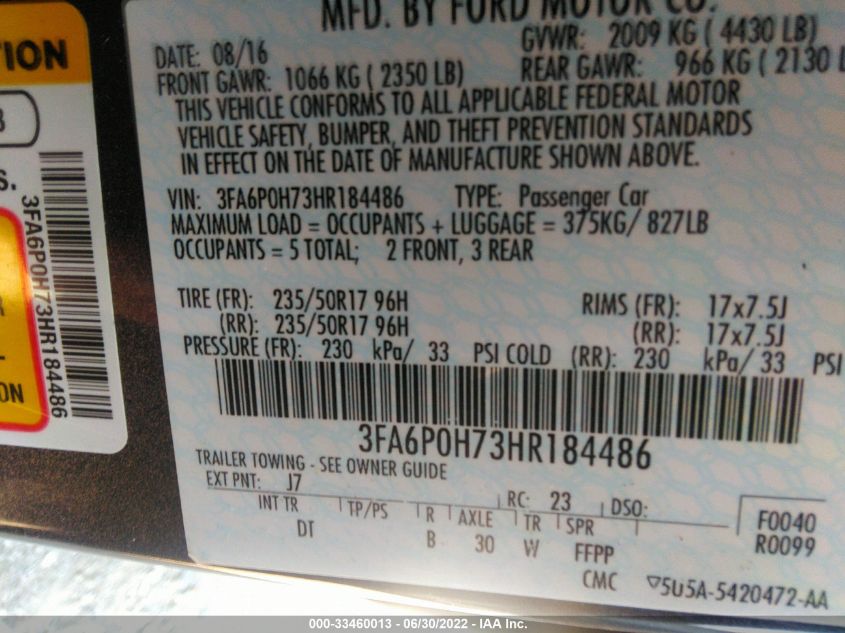 MFD. BY FORD MOTOR CO.
DATE: 08/16
GVWR: 2009 KG ( 4430 LB)
FRONT GAWR: 1066 KG ( 2350 LB)
REAR GAWR: 966 KG ( 2130 L
THIS VEHICLE CONFORMS TO ALL APPLICABLE FEDERAL MOTOR
VEHICLE SAFETY, BUMPER, AND THEFT PREVENTION STANDARDS
IN EFFECT ON THE DATE OF MANUFACTURE SHOWN ABOVE.
VIN: 3FA6P0H73HR184486 TYPE: Passenger Car
MAXIMUM LOAD = OCCUPANTS + LUGGAGE = 375KG/ 827LB
OCCUPANTS = 5 TOTAL; 2 FRONT, 3 REAR
TIRE (FR): 235/50R17 96H RIMS (FR): 17x7.5J
(RR): 235/50R17 96H (RR): 17x7.5J
PRESSURE (FR): 230 kPa/ 33 PSI COLD (RR): 230 kPa/ 33 PSI
3FA6P0H73HR184486
TRAILER TOWING - SEE OWNER GUIDE
EXT PNT: J7 RC: 23 DSO:
INT TR TP/PS R AXLE TR SPR
DT B 30 W FFPP
CMC
F0040
R0099
5U5A-5420472-AA
TION
3
S.
3FA6P0H73HR184486
ON
000-33460013 - 06/30/2022 - IAA Inc.